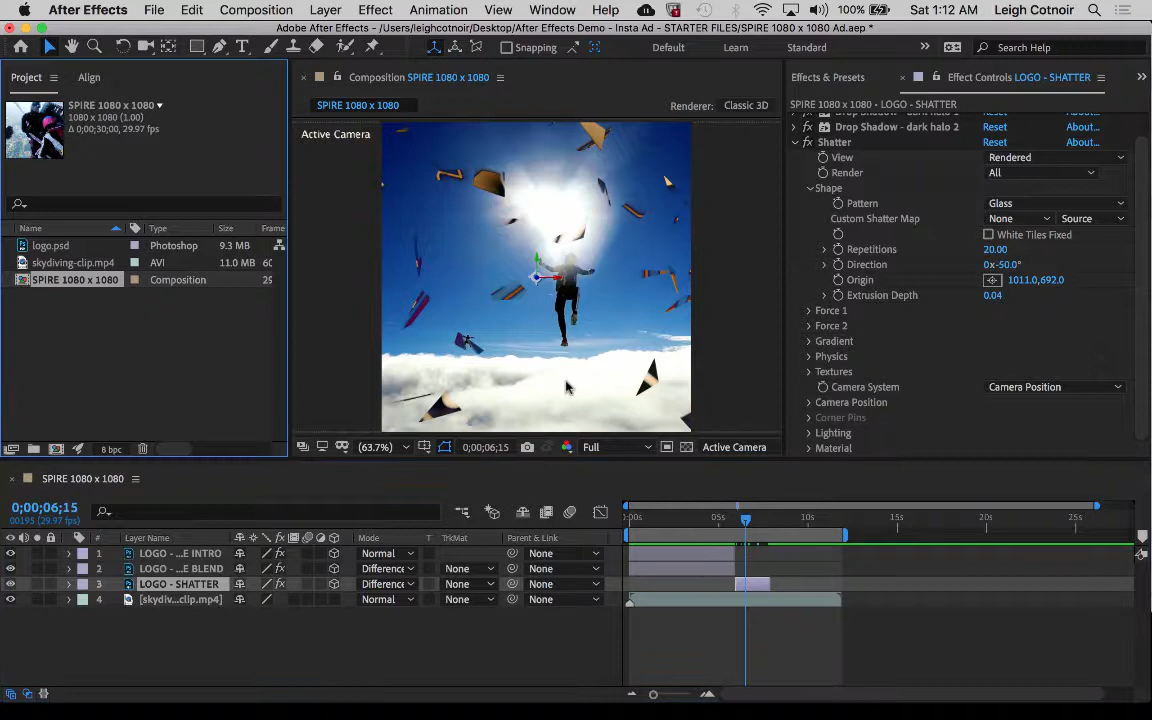 After Effects File Edit Composition Layer Effect Animation View Window Help 100% Sat 1:12 AM Leigh Cotnoir
Adobe After Effects - /Users/leighcotnoir/Desktop/After Effects Demo - Insta Ad - STARTER FILES/SPIRE 1080 x 1080 Ad.aep *
Snapping Default Learn Standard Search Help
Project Align Composition SPIRE 1080 x 1080 Effects & Presets Effect Controls LOGO - SHATTER
SPIRE 1080 x 1080
1080 x 1080 (1.00)
Δ 0;00;30;00, 29.97 fps
SPIRE 1080 x 1080 Renderer: Classic 3D
Active Camera
SPIRE 1080 x 1080 • LOGO - SHATTER
Reset About...
Drop Shadow - dark halo 2 Reset About...
Shatter Reset About...
View Rendered
Render All
Shape
Pattern Glass
Custom Shatter Map None Source
White Tiles Fixed
Repetitions 20.00
Direction 0x-50.0°
Origin 1011.0,692.0
Extrusion Depth 0.04
Force 1
Force 2
Gradient
Physics
Textures
Camera System Camera Position
Camera Position
Corner Pins
Lighting
Material
Name Type Size Frame
logo.psd Photoshop 9.3 MB
skydiving-clip.mp4 AVI 11.0 MB 60
SPIRE 1080 x 1080 Composition 29
8 bpc
(63.7%) 0;00;06;15 Full Active Camera
SPIRE 1080 x 1080
0;00;06;15
00195 (29.97 fps)
# Layer Name Mode T TrkMat Parent & Link
1 LOGO - ...E INTRO Normal None
2 LOGO - ...E BLEND Difference None None
3 LOGO - SHATTER Difference None None
4 [skydiv...clip.mp4] Normal None None
:00s 05s 10s 15s 20s 25s